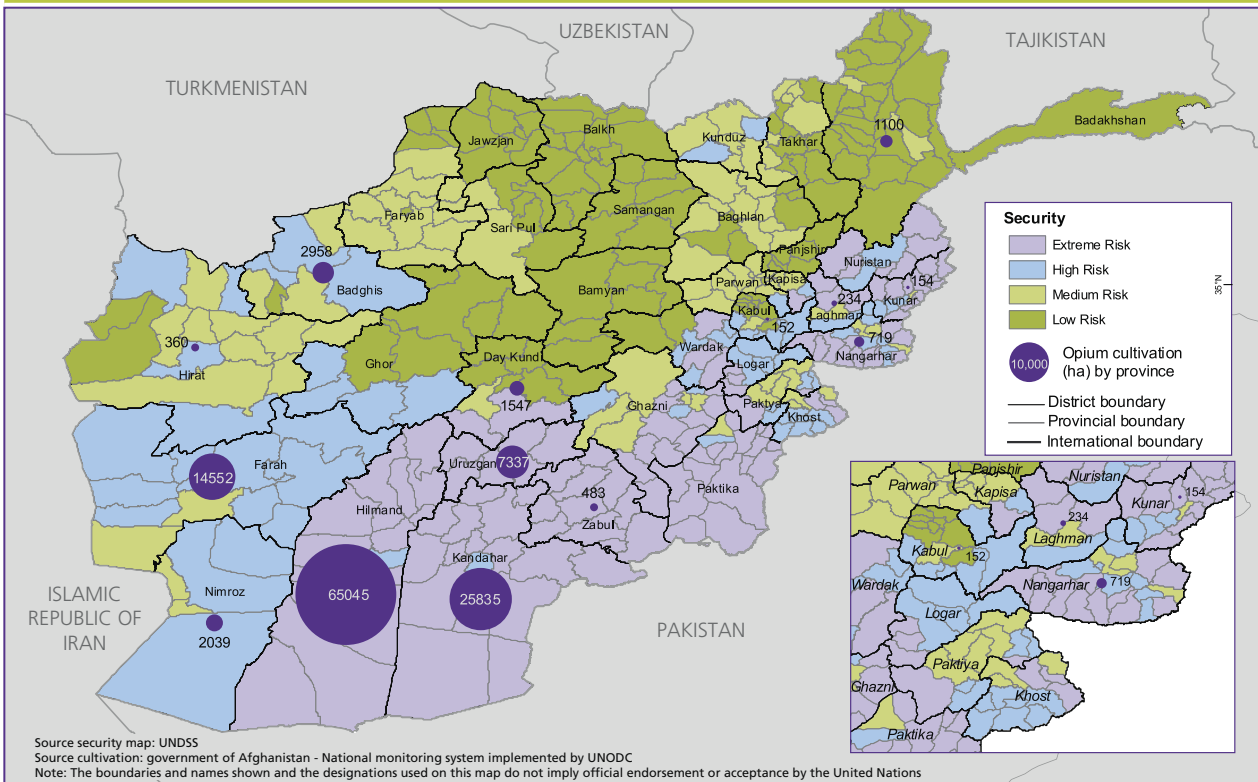 UZBEKISTAN
TAJIKISTAN
TURKMENISTAN
Badakhshan
1100
Kunduz
Takhar
Balkh
Jawzjan
Samangan
Faryab
Baghlan
Sari Pul
Panjshir
Nuristan
2958
Badghis
Bamyan
Parwan
Kapisa
154
234
Kunar
Kabul
Laghman
152
719
360
Hirat
Wardak
Nangarhar
Ghor
Day Kund
Logar
1547
Ghazni
Paktya
Khost
14552
Farah
Uruzgan
7337
Paktika
483
Hilmand
Zabul
Kandahar
Nimroz
65045
25835
2039
ISLAMIC
REPUBLIC OF
IRAN
PAKISTAN
35°N
Security
Extreme Risk
High Risk
Medium Risk
Low Risk
10,000
Opium cultivation
(ha) by province
District boundary
Provincial boundary
International boundary
Panjshir
Nuristan
Parwan
Kapisa
Kunar
154
234
Laghman
Kabul
152
Wardak
Nangarhar
719
Logar
Paktiya
Ghazni
Khost
Paktika
Source security map: UNDSS
Source cultivation: government of Afghanistan - National monitoring system implemented by UNODC
Note: The boundaries and names shown and the designations used on this map do not imply official endorsement or acceptance by the United Nations